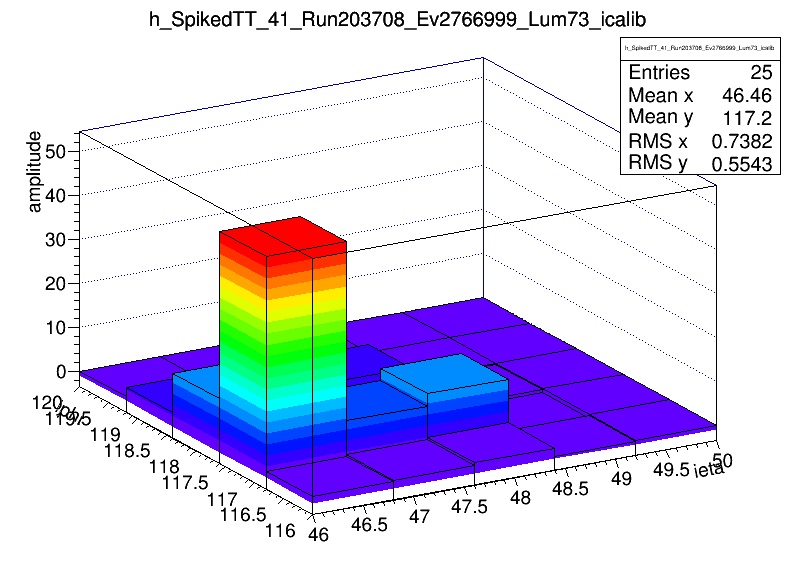 h_SpikedTT_41_Run203708_Ev2766999_Lum73_icalib
h_SpikedTT_41_Run203708_Ev2766999_Lum73_icalib
Entries 25
Mean x 46.46
Mean y 117.2
RMS x 0.7382
RMS y 0.5543
amplitude
50
40
30
20
10
0
120
119.5
119
118.5
118
117.5
117
116.5
116
iphi
46
46.5
47
47.5
48
48.5
49
49.5
50
ieta